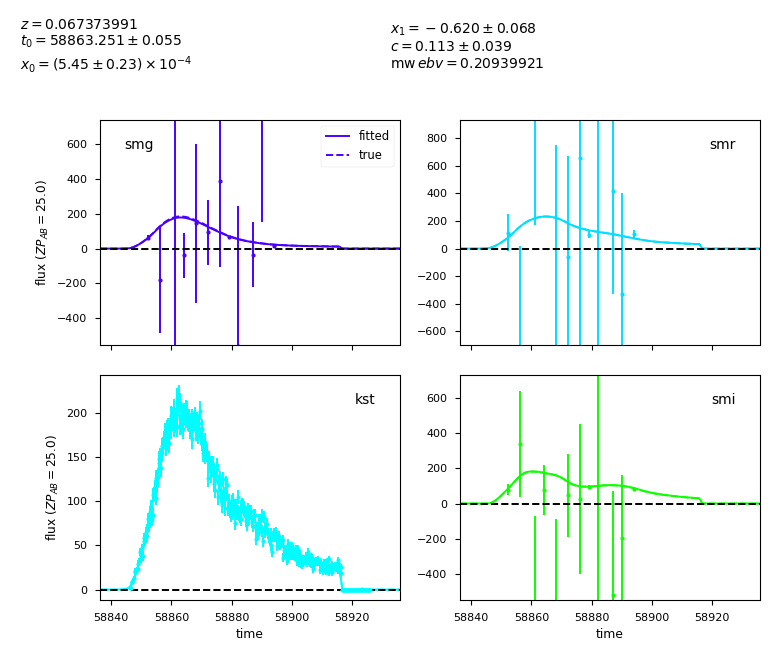 z = 0.067373991
t₀ = 58863.251 ± 0.055
x₀ = (5.45 ± 0.23) × 10⁻⁴
x₁ = −0.620 ± 0.068
c = 0.113 ± 0.039
mwebv = 0.20939921
smg
fitted
true
600
400
200
0
−200
−400
flux (ZP_AB = 25.0)
smr
800
600
400
200
0
−200
−400
−600
kst
200
150
100
50
0
flux (ZP_AB = 25.0)
58840 58860 58880 58900 58920
time
smi
600
400
200
0
−200
−400
58840 58860 58880 58900 58920
time